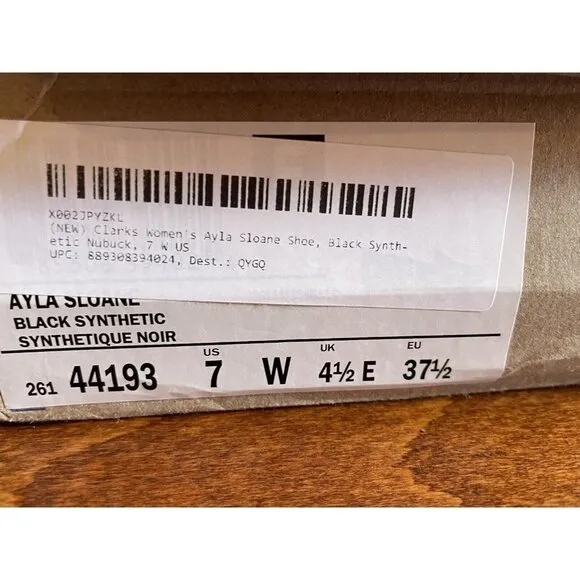 X002JPYZKL
(NEW) Clarks Women's Ayla Sloane Shoe, Black Synth-
etic Nubuck, 7 W US
UPC: 889308394024, Dest.: QYGQ
AYLA SLOANE
BLACK SYNTHETIC
SYNTHETIQUE NOIR
US UK EU
261 44193 7 W 4½ E 37½